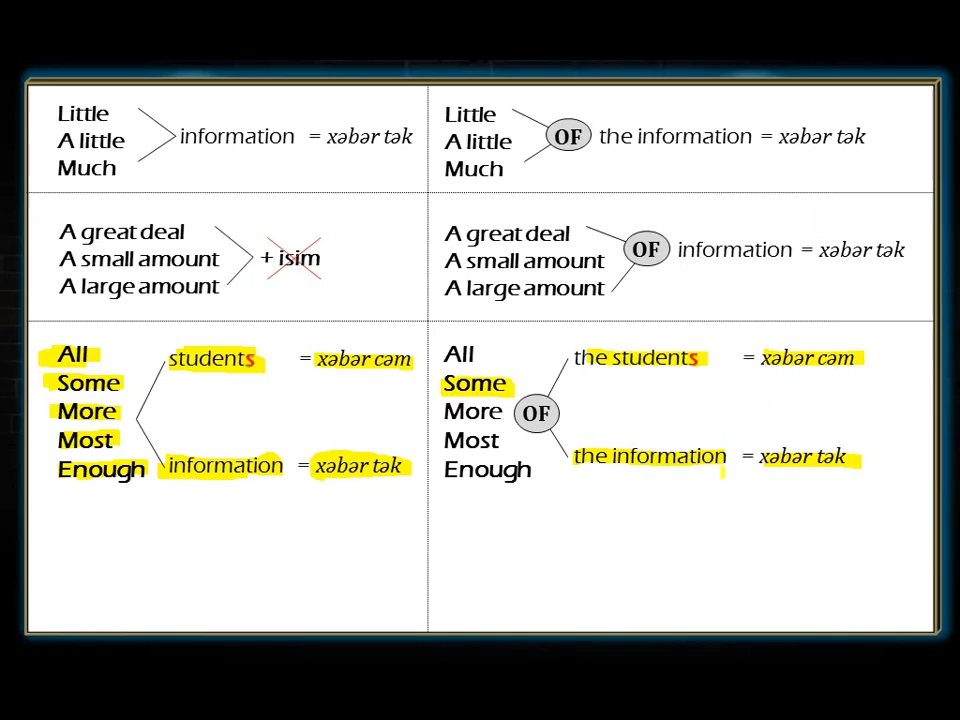 Little
A little
Much
information = xəbər tək
Little
A little
Much
OF
the information = xəbər tək
A great deal
A small amount
A large amount
+ isim
A great deal
A small amount
A large amount
OF
information = xəbər tək
All
Some
More
Most
Enough
students = xəbər cəm
information = xəbər tək
All
Some
More
Most
Enough
OF
the students = xəbər cəm
the information = xəbər tək